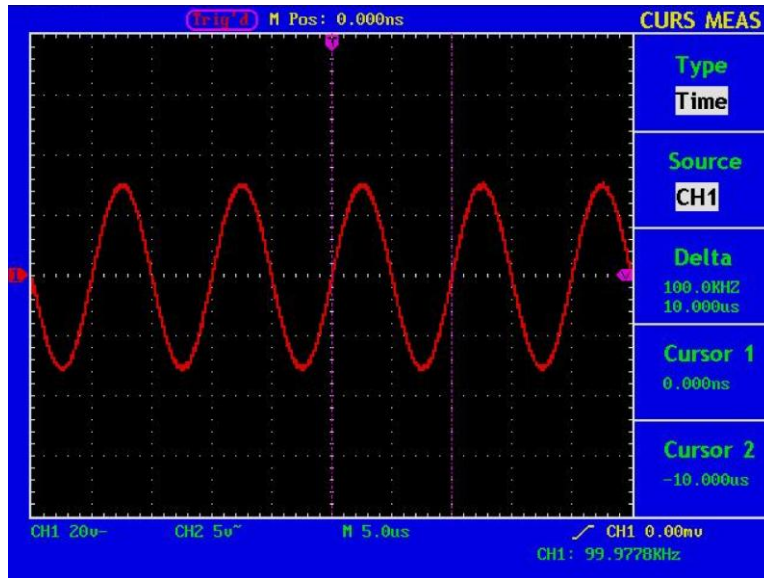 Trig'd M Pos: 0.000ns CURS MEAS
Type
Time
Source
CH1
Delta
100.0KHZ
10.000us
Cursor 1
0.000ns
Cursor 2
-10.000us
1
CH1 20v- CH2 5v~ M 5.0us CH1 0.00mv
CH1: 99.9778KHz